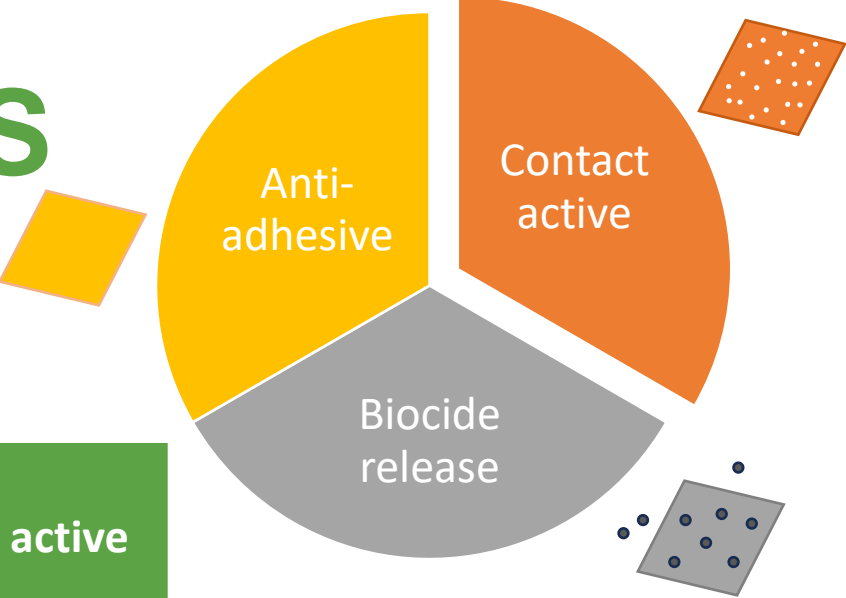 s
Anti-
adhesive
Contact
active
Biocide
release
active